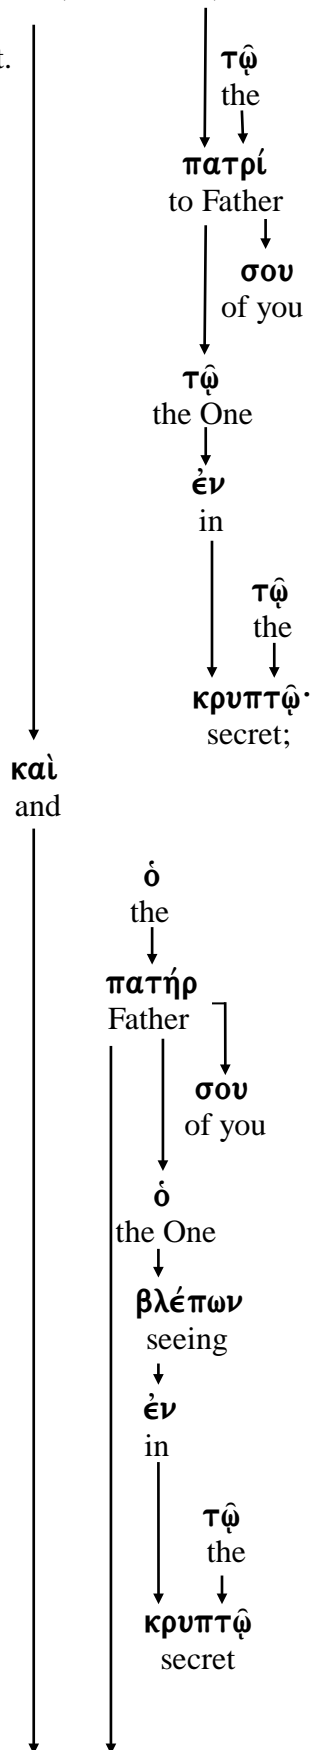 t.
τῷ
the
πατρί
to Father
σου
of you
τῷ
the One
ἐν
in
τῷ
the
κρυπτῷ·
secret;
καὶ
and
ὁ
the
πατήρ
Father
σου
of you
ὁ
the One
βλέπων
seeing
ἐν
in
τῷ
the
κρυπτῷ
secret